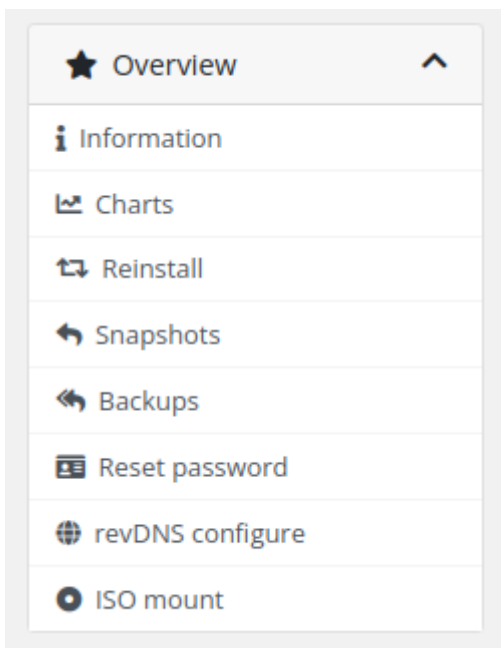 Overview
Information
Charts
Reinstall
Snapshots
Backups
Reset password
revDNS configure
ISO mount